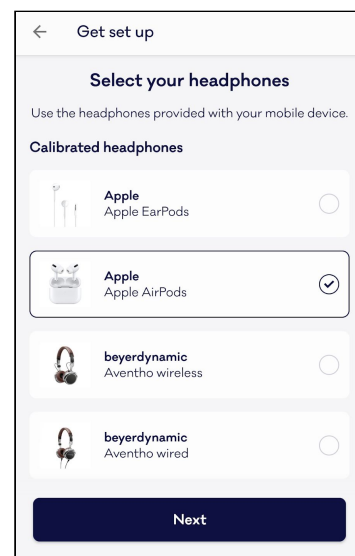 Get set up
Select your headphones
Use the headphones provided with your mobile device.
Calibrated headphones
Apple
Apple EarPods
Apple
Apple AirPods
beyerdynamic
Aventho wireless
beyerdynamic
Aventho wired
Next